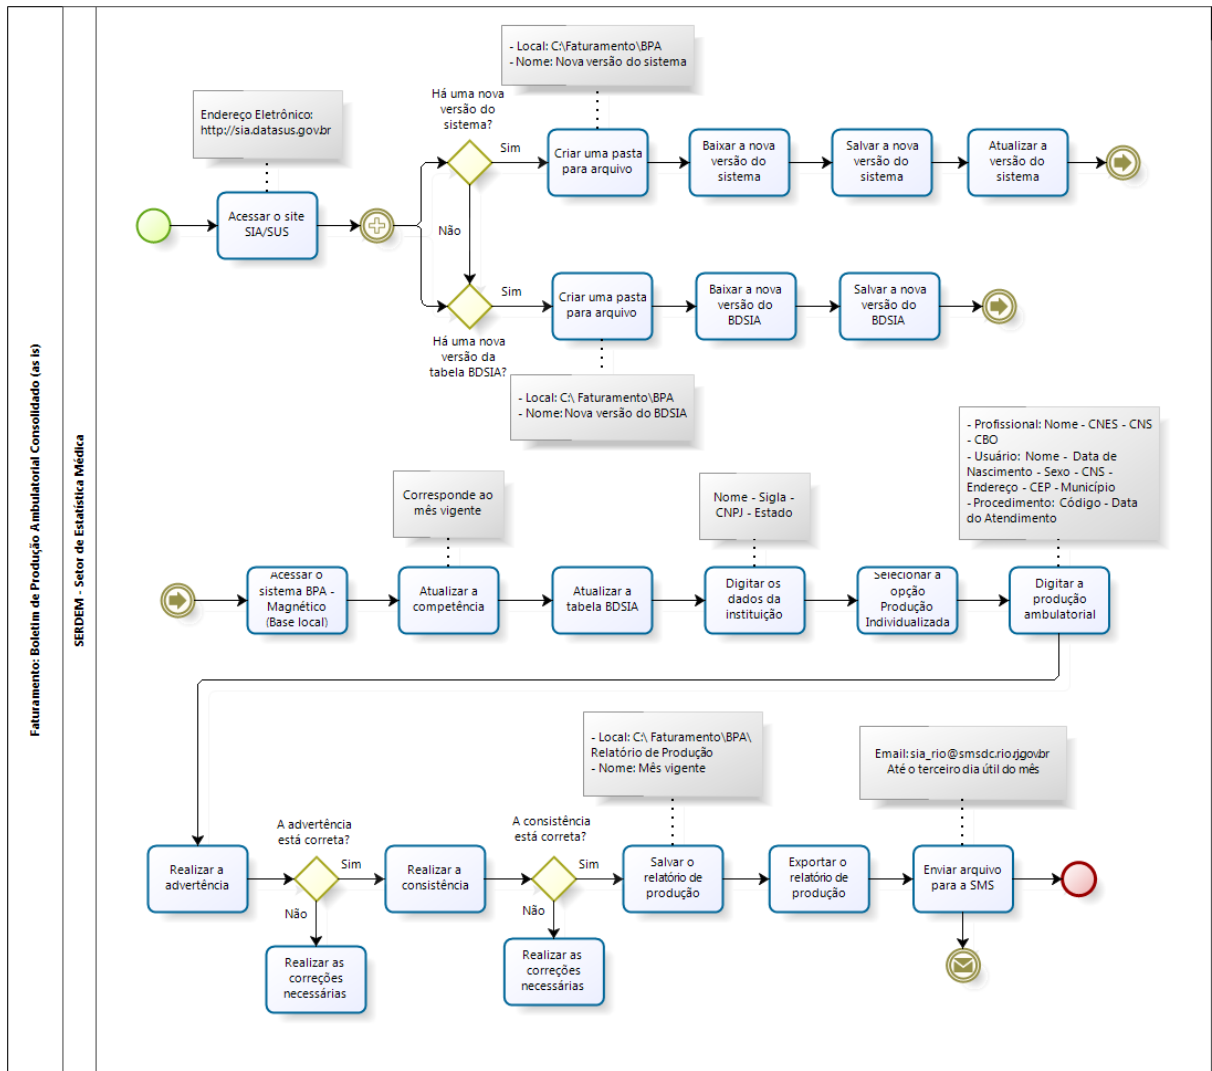 Faturamento: Boletim de Produção Ambulatorial Consolidado (as is)
SERDEM - Setor de Estatística Médica
- Local: C:\Faturamento\BPA
- Nome: Nova versão do sistema
Endereço Eletrônico:
http://sia.datasus.gov.br
Há uma nova
versão do
sistema?
Sim
Criar uma pasta
para arquivo
Baixar a nova
versão do
sistema
Salvar a nova
versão do
sistema
Atualizar a
versão do
sistema
Acessar o site
SIA/SUS
Não
Sim
Criar uma pasta
para arquivo
Baixar a nova
versão do
BDSIA
Salvar a nova
versão do
BDSIA
Há uma nova
versão da
tabela BDSIA?
- Local: C:\ Faturamento\BPA
- Nome: Nova versão do BDSIA
- Profissional: Nome - CNES - CNS
- CBO
- Usuário: Nome - Data de
Nascimento - Sexo - CNS -
Endereço - CEP - Município
- Procedimento: Código - Data
do Atendimento
Corresponde ao
mês vigente
Nome - Sigla -
CNPJ - Estado
Acessar o
sistema BPA -
Magnético
(Base local)
Atualizar a
competência
Atualizar a
tabela BDSIA
Digitar os
dados da
instituição
Selecionar a
opção
Produção
Individualizada
Digitar a
produção
ambulatorial
- Local: C:\ Faturamento\BPA\
Relatório de Produção
- Nome: Mês vigente
Email: sia_rio@smsdc.rio.rj.gov.br
Até o terceiro dia útil do mês
A advertência
está correta?
A consistência
está correta?
Realizar a
advertência
Sim
Realizar a
consistência
Sim
Salvar o
relatório de
produção
Exportar o
relatório de
produção
Enviar arquivo
para a SMS
Não
Não
Realizar as
correções
necessárias
Realizar as
correções
necessárias